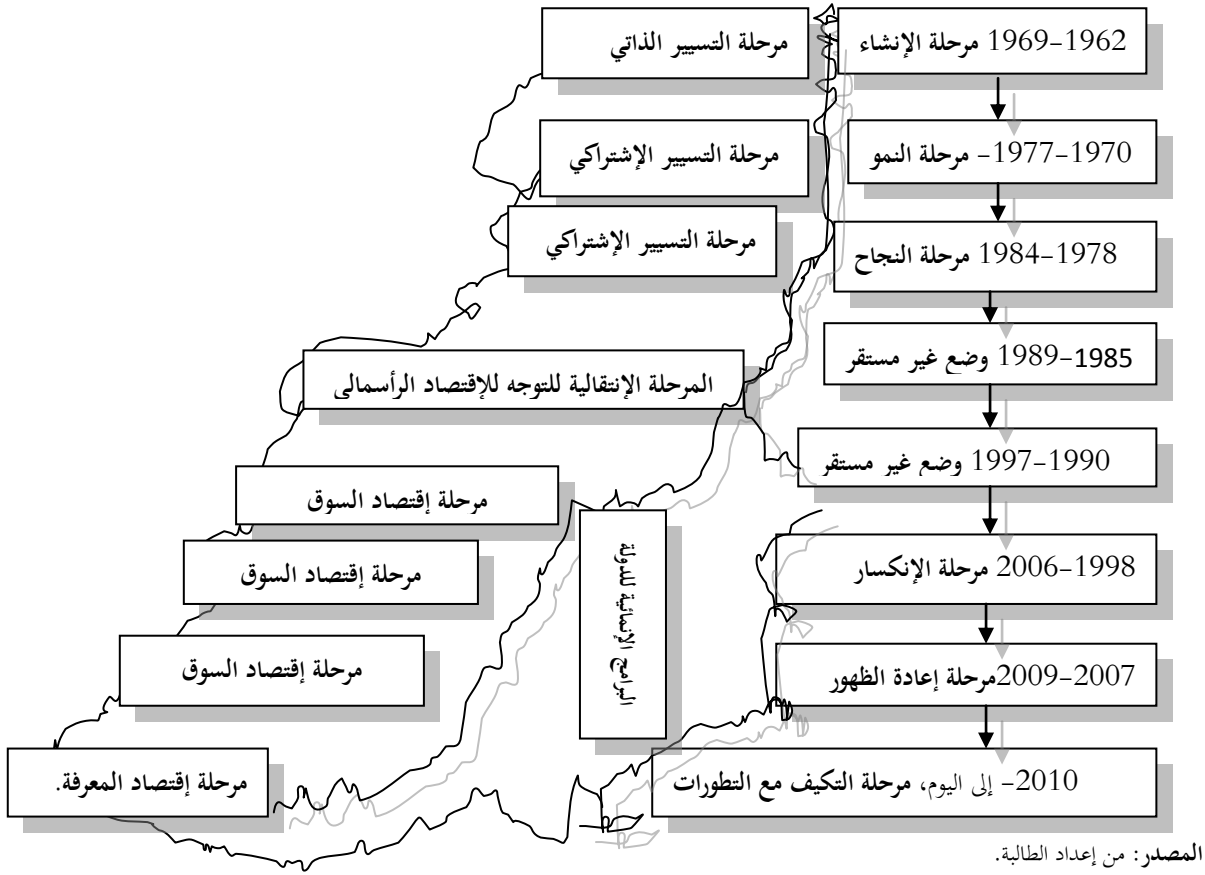 1962-1969 مرحلة الإنشاء
مرحلة التسيير الذاتي
1970-1977- مرحلة النمو
مرحلة التسيير الإشتراكي
1978-1984 مرحلة النجاح
مرحلة التسيير الإشتراكي
1985-1989 وضع غير مستقر
المرحلة الإنتقالية للتوجه للإقتصاد الرأسمالي
1990-1997 وضع غير مستقر
مرحلة إقتصاد السوق
1998-2006 مرحلة الإنكسار
مرحلة إقتصاد السوق
البرامج الإنمائية للدولة
2007-2009مرحلة إعادة الظهور
مرحلة إقتصاد السوق
2010- إلى اليوم، مرحلة التكيف مع التطورات
مرحلة إقتصاد المعرفة.
المصدر: من إعداد الطالبة.